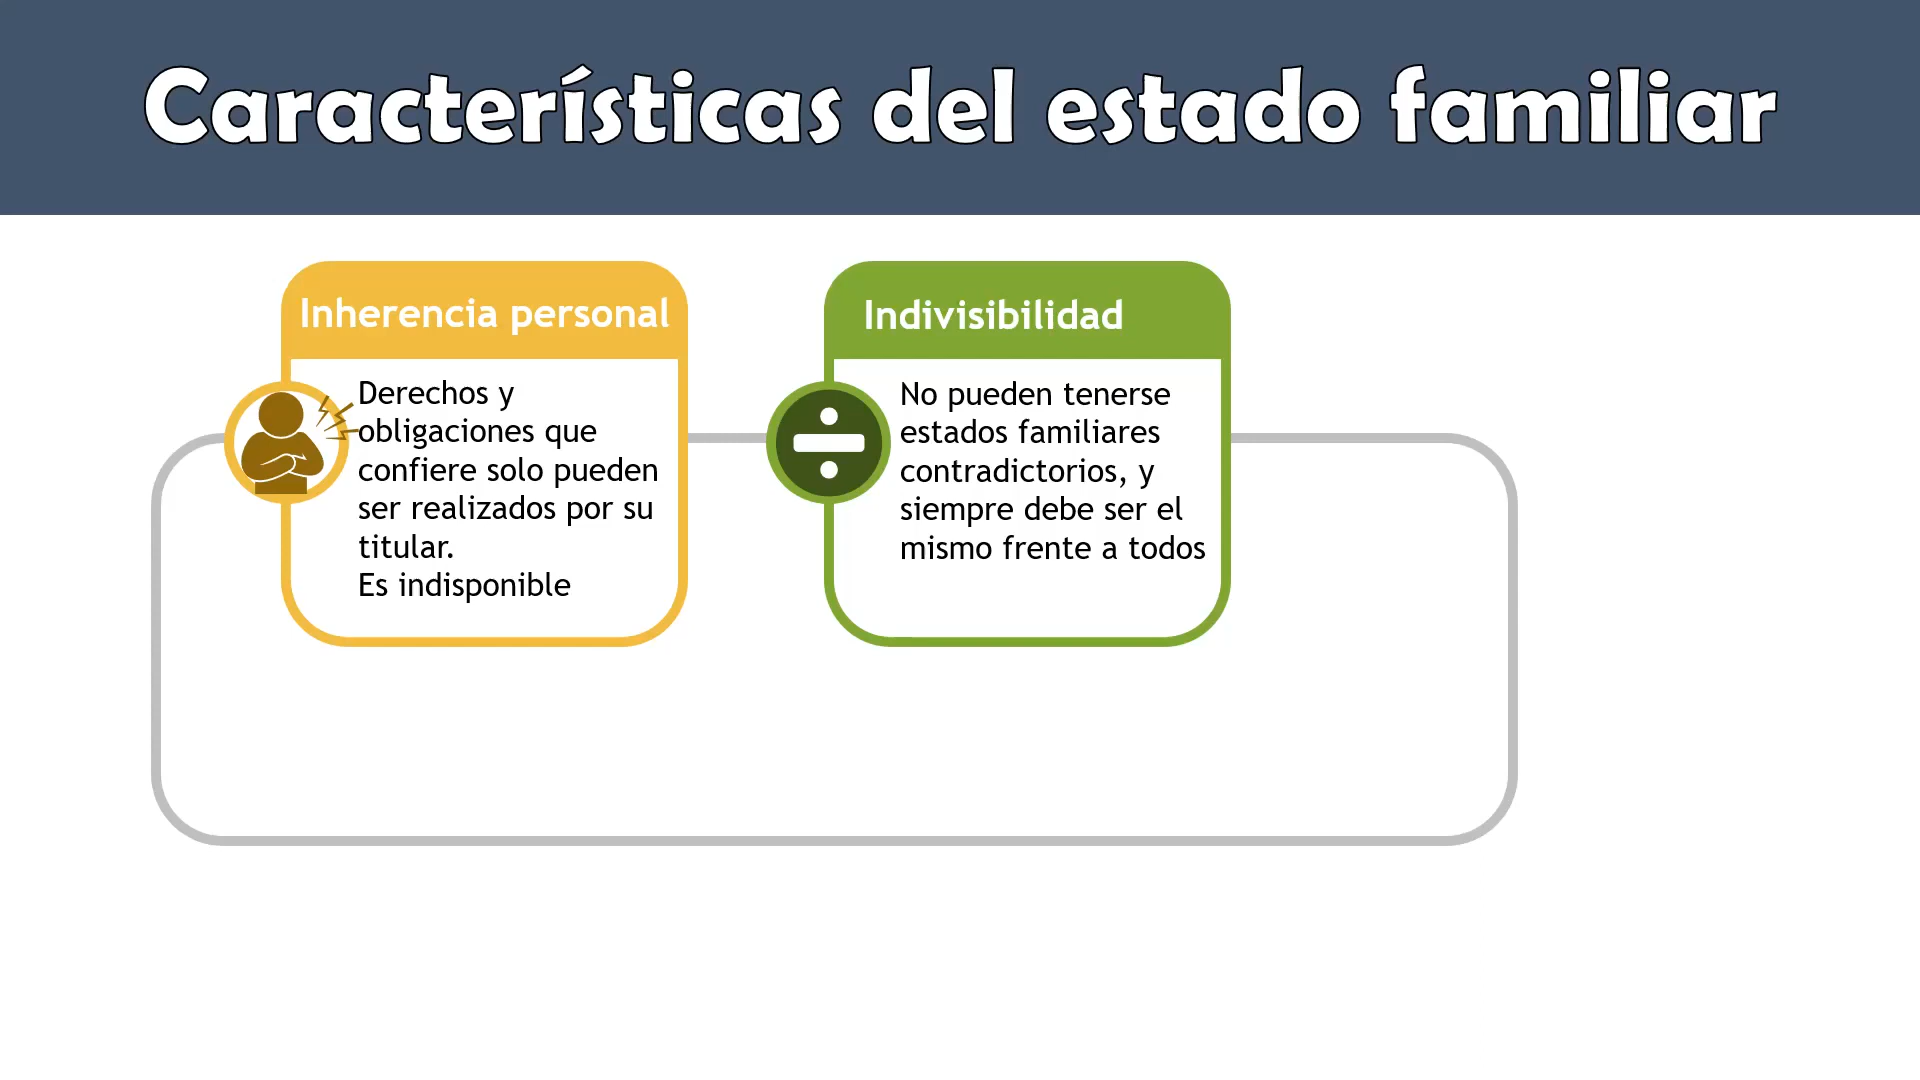 Características del estado familiar
Inherencia personal
Derechos y
obligaciones que
confiere solo pueden
ser realizados por su
titular.
Es indisponible
Indivisibilidad
No pueden tenerse
estados familiares
contradictorios, y
siempre debe ser el
mismo frente a todos